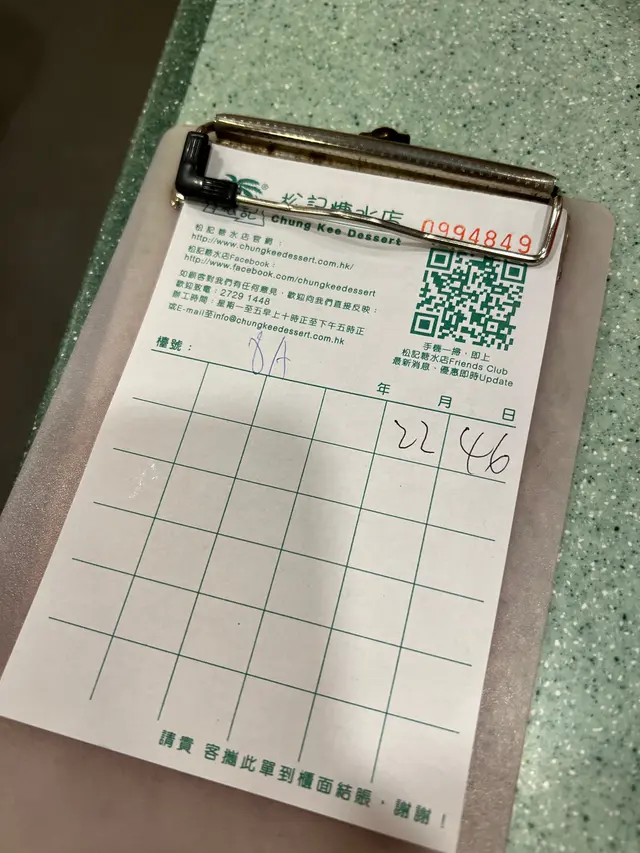 松記糖水店
Chung Kee Dessert
0994849
松記糖水店官網：
http://www.chungkeedessert.com.hk/
松記糖水店Facebook：
http://www.facebook.com/chungkeedessert
如顧客對我們有任何意見，歡迎向我們直接反映：
歡迎致電：2729 1448
辦工時間：星期一至五早上十時正至下午五時正
或E-mail至info@chungkeedessert.com.hk
手機一掃，即上
松記糖水店Friends Club
最新消息、優惠即時Update
檯號： 8A
年 月 日
22 46
請貴客攜此單到櫃面結賬，謝謝！